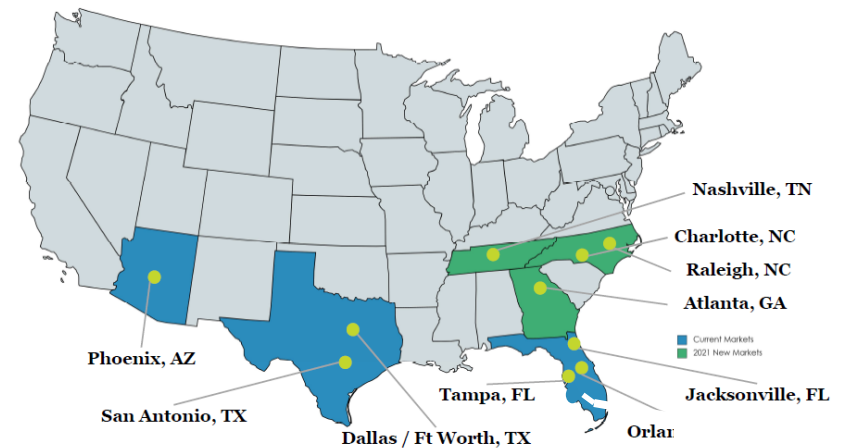 Nashville, TN
Charlotte, NC
Raleigh, NC
Atlanta, GA
Current Markets
2021 New Markets
Phoenix, AZ
Tampa, FL
Jacksonville, FL
San Antonio, TX
Dallas / Ft Worth, TX